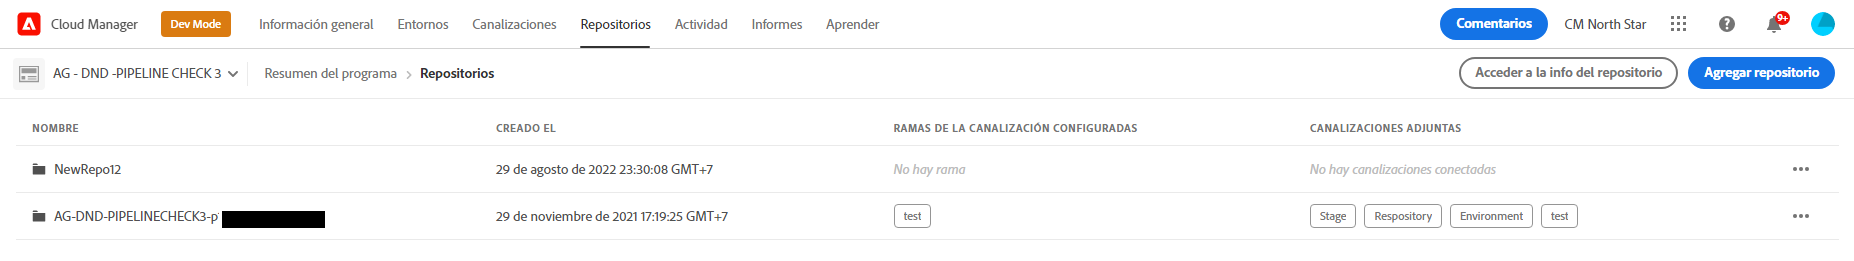 Cloud Manager Dev Mode Información general Entornos Canalizaciones Repositorios Actividad Informes Aprender Comentarios CM North Star 9+
AG - DND -PIPELINE CHECK 3 Resumen del programa > Repositorios Acceder a la info del repositorio Agregar repositorio
NOMBRE CREADO EL RAMAS DE LA CANALIZACIÓN CONFIGURADAS CANALIZACIONES ADJUNTAS
NewRepo12 29 de agosto de 2022 23:30:08 GMT+7 No hay rama No hay canalizaciones conectadas
AG-DND-PIPELINECHECK3-p 29 de noviembre de 2021 17:19:25 GMT+7 test Stage Respository Environment test